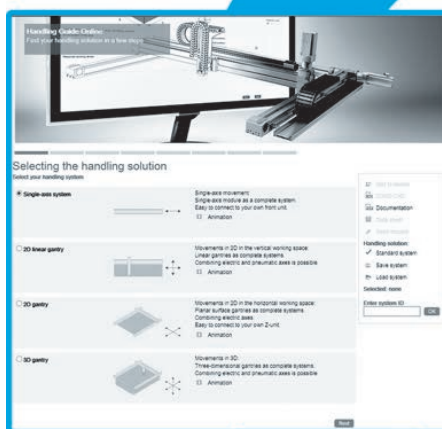 Handling Guide Online
Find your handling solution in a few steps
Selecting the handling solution
Select your handling system
Single-axis system
Single-axis movement:
Single-axis module as a complete system.
Easy to connect to your own front unit.
Animation
2D linear gantry
Movements in 2D in the vertical working space:
Linear gantries as complete systems.
Combining electric and pneumatic axes is possible
Animation
2D gantry
Movements in 2D in the horizontal working space:
Planar surface gantries as complete systems.
Combining electric axes.
Easy to connect to your own Z-unit.
Animation
3D gantry
Movements in 3D:
Three-dimensional gantries as complete systems.
Combining electric and pneumatic axes is possible
Animation
Next
Documentation
Handling solution:
Standard system
Save system
Load system
Selected: none
Enter system ID
OK